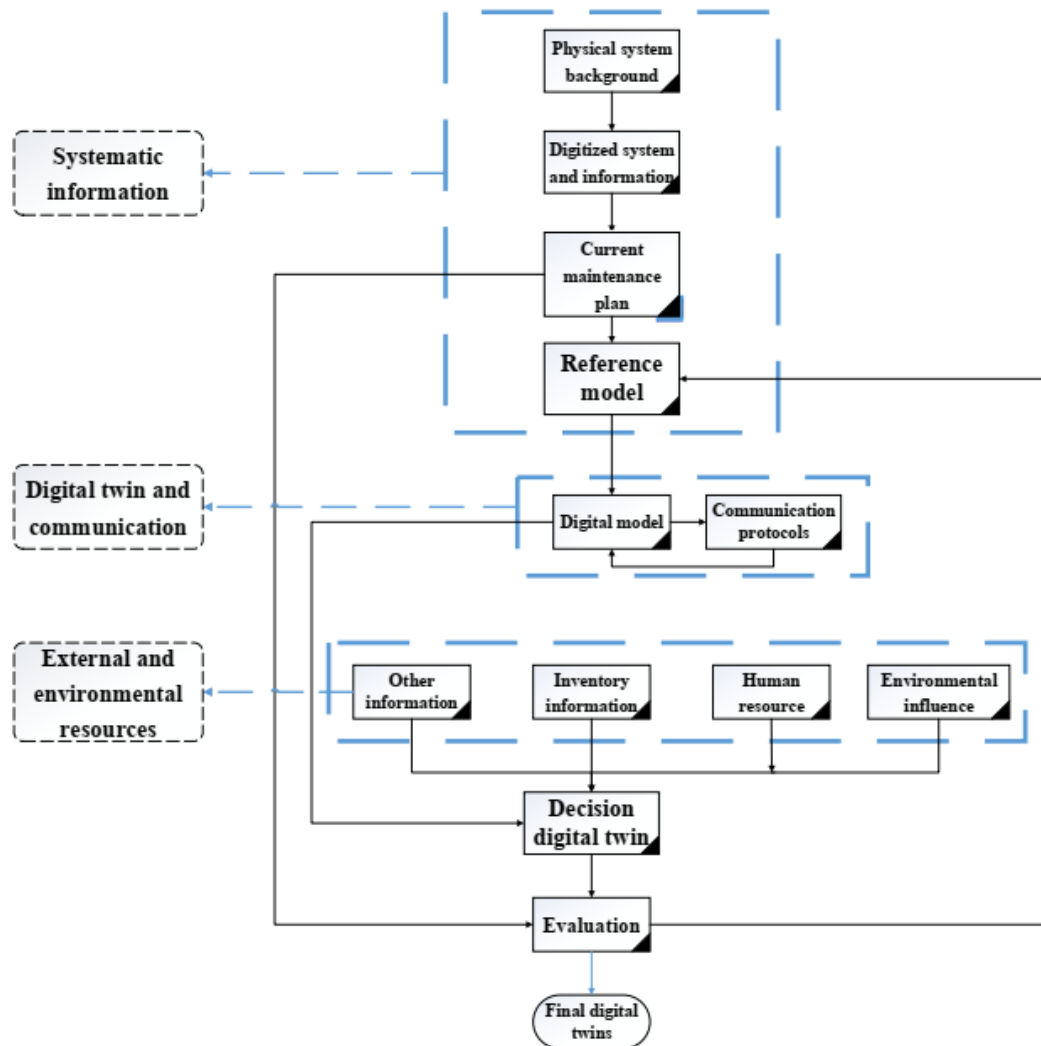 Physical system
background
Systematic
information
Digitized system
and information
Current
maintenance
plan
Reference
model
Digital twin and
communication
Digital model
Communication
protocols
External and
environmental
resources
Other
information
Inventory
information
Human
resource
Environmental
influence
Decision
digital twin
Evaluation
Final digital
twins